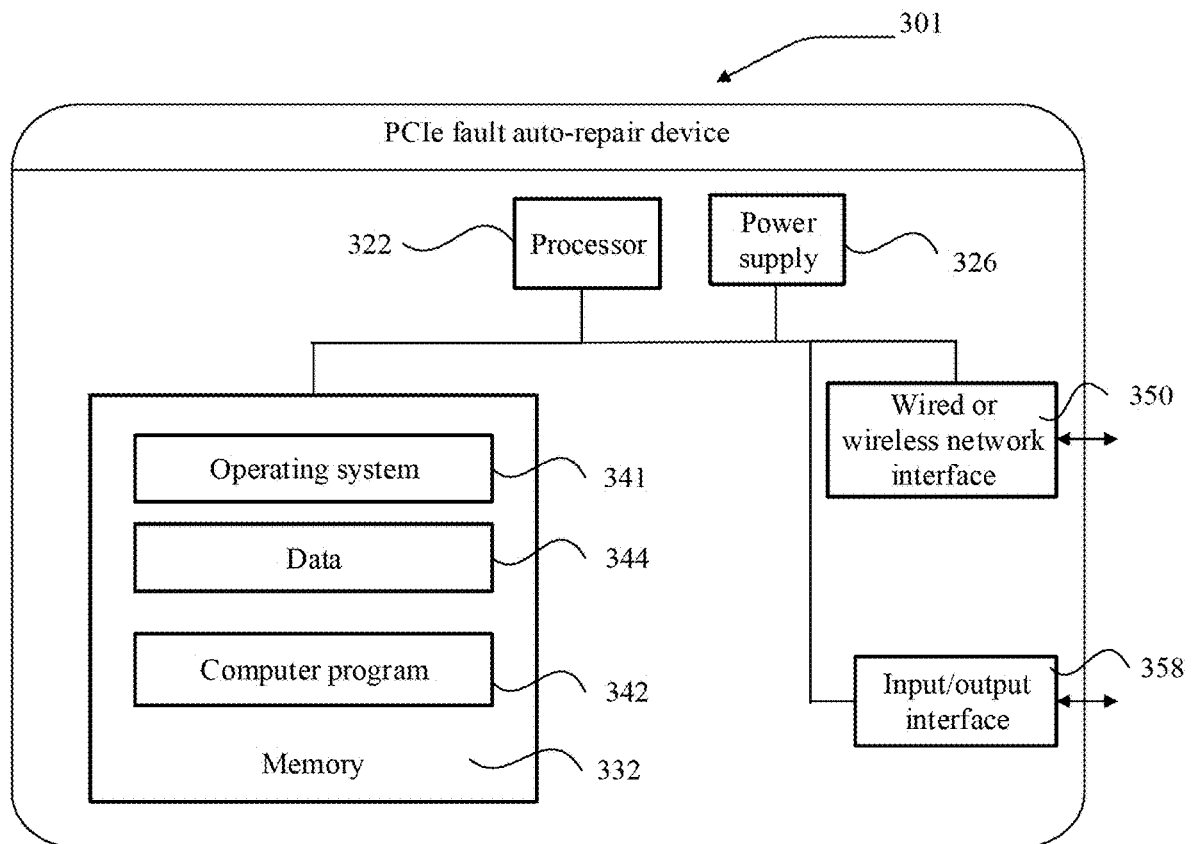 301
PCIe fault auto-repair device
322
Processor
Power
supply
326
350
Wired or
wireless network
interface
Operating system
341
Data
344
Computer program
342
358
Input/output
interface
Memory
332